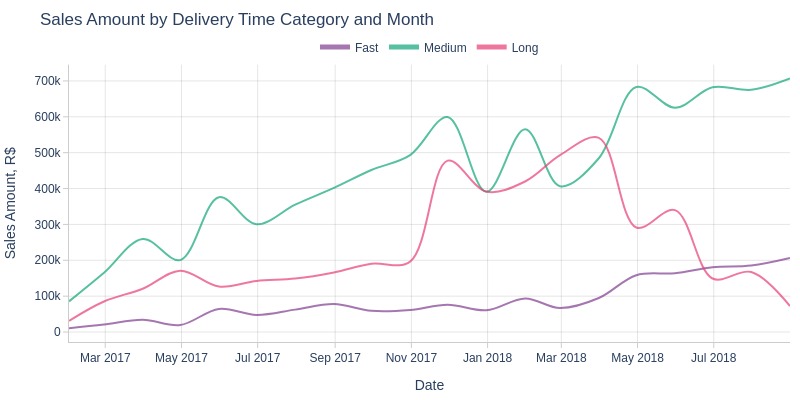 Sales Amount by Delivery Time Category and Month
Fast Medium Long
Sales Amount, R$
700k
600k
500k
400k
300k
200k
100k
0
Mar 2017 May 2017 Jul 2017 Sep 2017 Nov 2017 Jan 2018 Mar 2018 May 2018 Jul 2018
Date